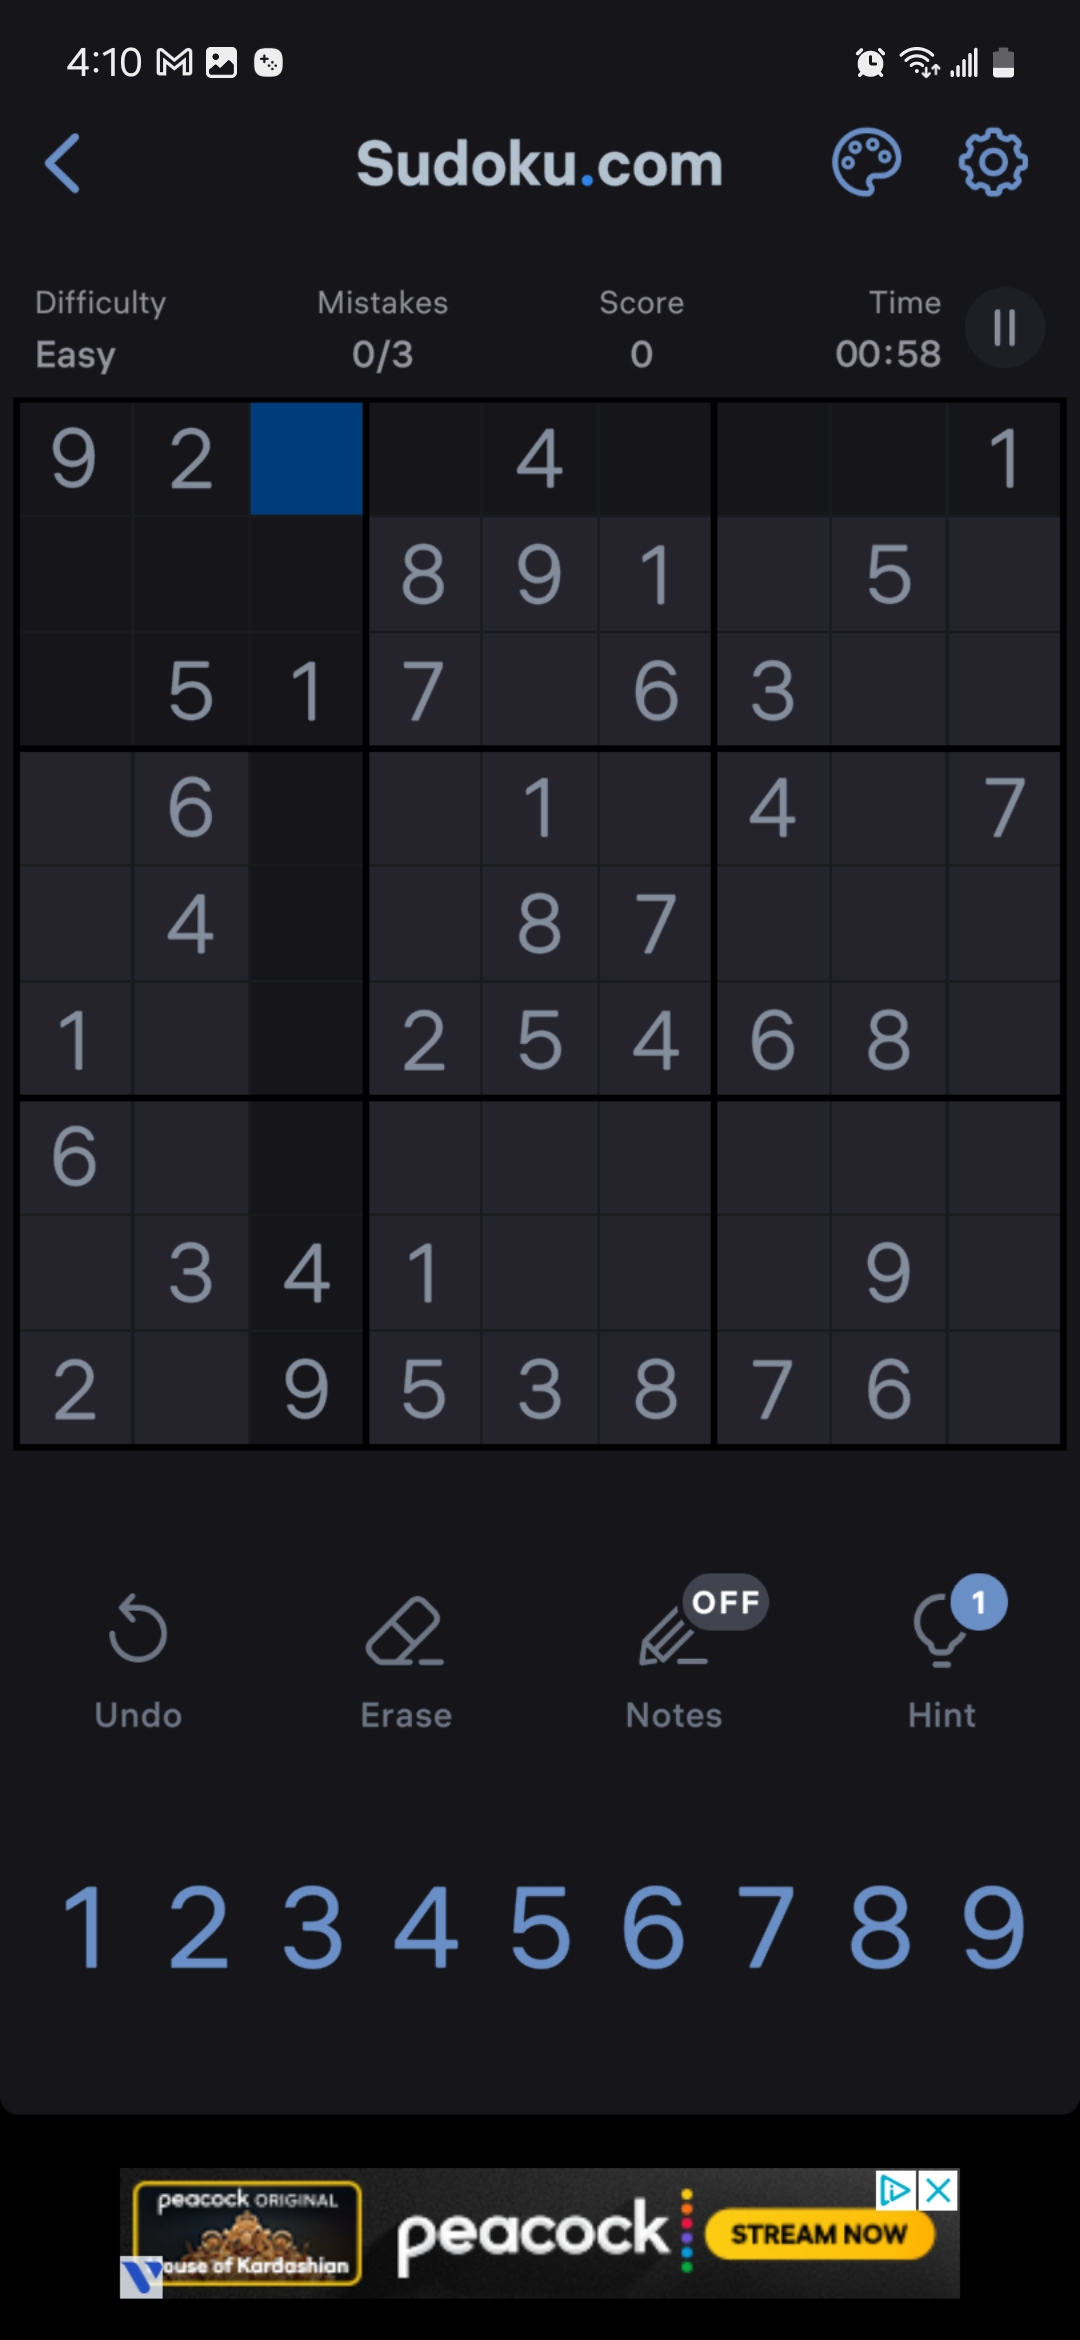 4:10
Sudoku.com
Difficulty Mistakes Score Time
Easy 0/3 0 00:58
9 2 4 1
8 9 1 5
5 1 7 6 3
6 1 4 7
4 8 7
1 2 5 4 6 8
6
3 4 1 9
2 9 5 3 8 7 6
OFF 1
Undo Erase Notes Hint
1 2 3 4 5 6 7 8 9
peacock ORIGINAL
ouse of Kardashian
peacock
STREAM NOW